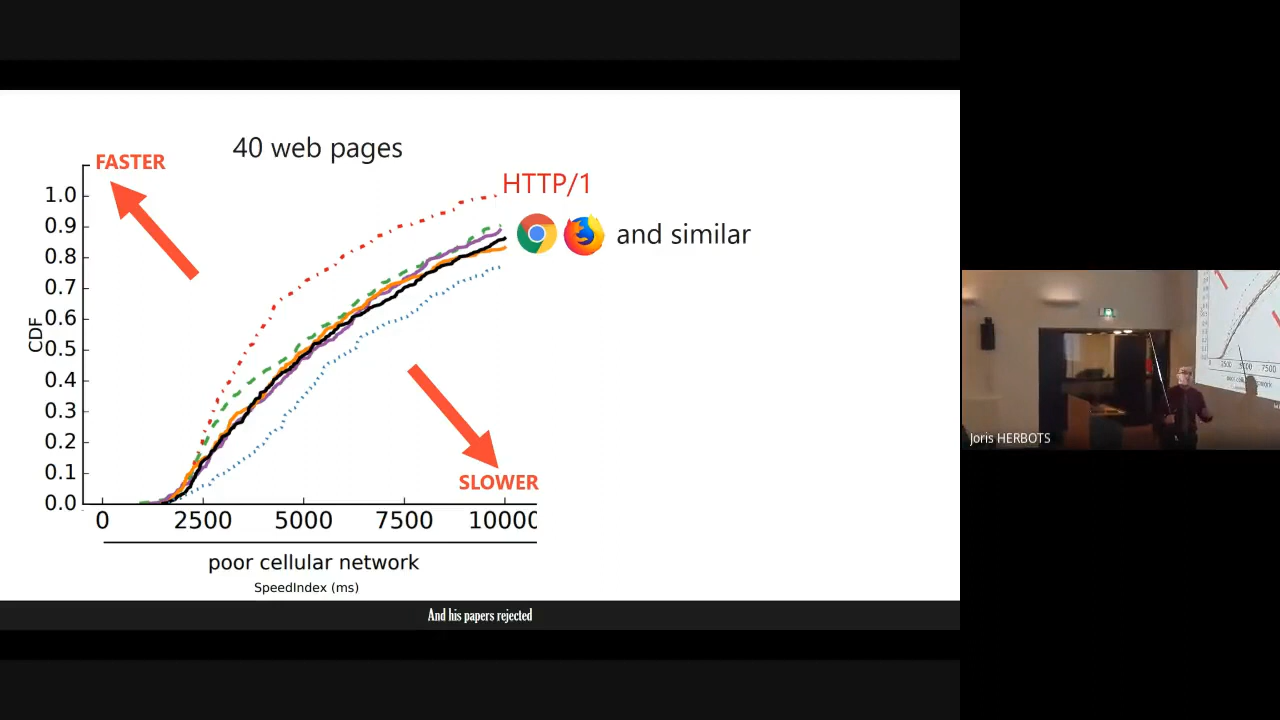 40 web pages
FASTER
HTTP/1
and similar
CDF
1.0
0.9
0.8
0.7
0.6
0.5
0.4
0.3
0.2
0.1
0.0
SLOWER
0 2500 5000 7500 10000
poor cellular network
SpeedIndex (ms)
And his papers rejected
Joris HERBOTS